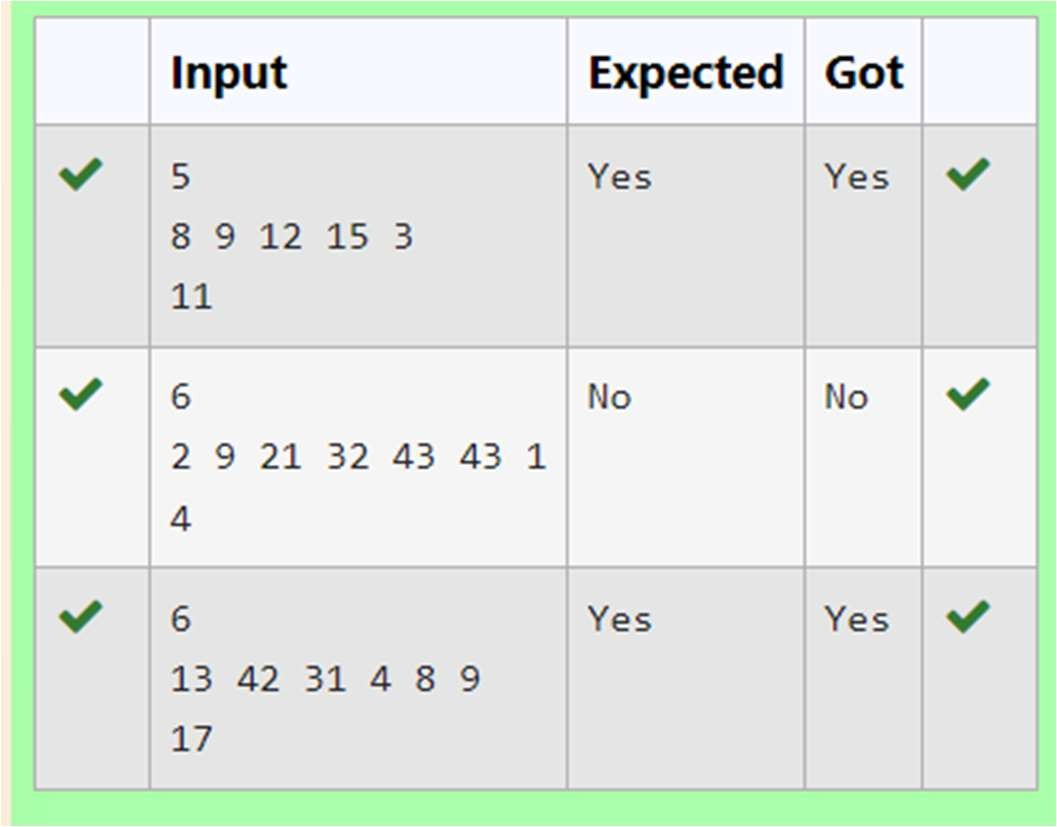 Input Expected Got
5 Yes Yes
8 9 12 15 3
11
6 No No
2 9 21 32 43 43 1
4
6 Yes Yes
13 42 31 4 8 9
17